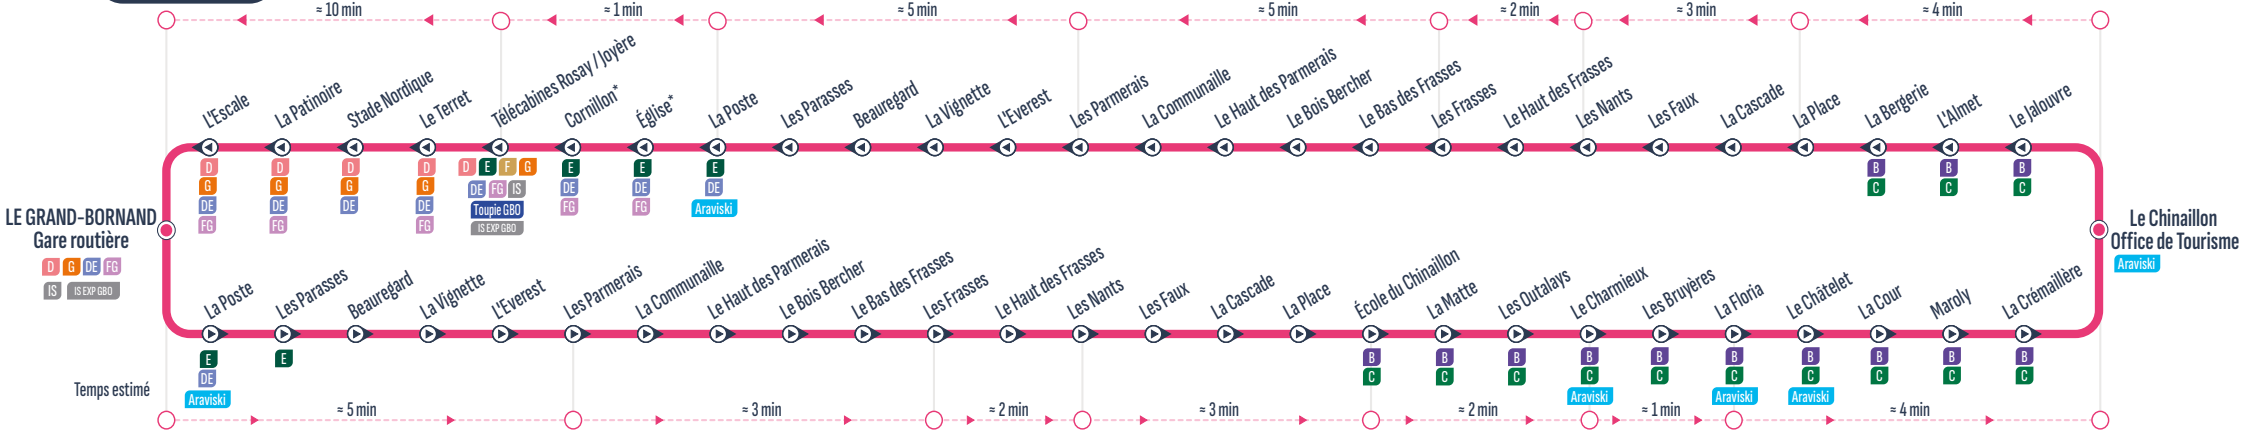 ≈ 10 min
≈ 1 min
≈ 5 min
≈ 5 min
≈ 2 min
≈ 3 min
≈ 4 min
L'Escale
La Patinoire
Stade Nordique
Le Terret
Télécabines Rosay / Joyère
Cornillon*
Église*
La Poste
Les Parasses
Beauregard
La Vignette
L'Everest
Les Parmerais
La Communaille
Le Haut des Parmerais
Le Bois Bercher
Le Bas des Frasses
Les Frasses
Le Haut des Frasses
Les Nants
Les Faux
La Cascade
La Place
La Bergerie
L'Almet
Le Jalouvre
D
G
DE
FG
D
G
DE
FG
D
G
DE
D
G
DE
FG
D E F G
DE FG IS
Toupie GBO
IS EXP GBO
E
DE
FG
E
DE
FG
E
DE
Araviski
B
C
B
C
B
C
LE GRAND-BORNAND
Gare routière
D G DE FG
IS IS EXP GBO
Le Chinaillon
Office de Tourisme
Araviski
La Poste
Les Parasses
Beauregard
La Vignette
L'Everest
Les Parmerais
La Communaille
Le Haut des Parmerais
Le Bois Bercher
Le Bas des Frasses
Les Frasses
Le Haut des Frasses
Les Nants
Les Faux
La Cascade
La Place
École du Chinaillon
La Matte
Les Outalays
Le Charmieux
Les Bruyères
La Floria
Le Châtelet
La Cour
Maroly
La Crémaillère
E
DE
Araviski
E
B
C
B
C
B
C
B
C
Araviski
B
C
B
C
Araviski
B
C
Araviski
B
C
B
C
B
C
Temps estimé
≈ 5 min
≈ 3 min
≈ 2 min
≈ 3 min
≈ 2 min
≈ 1 min
≈ 4 min